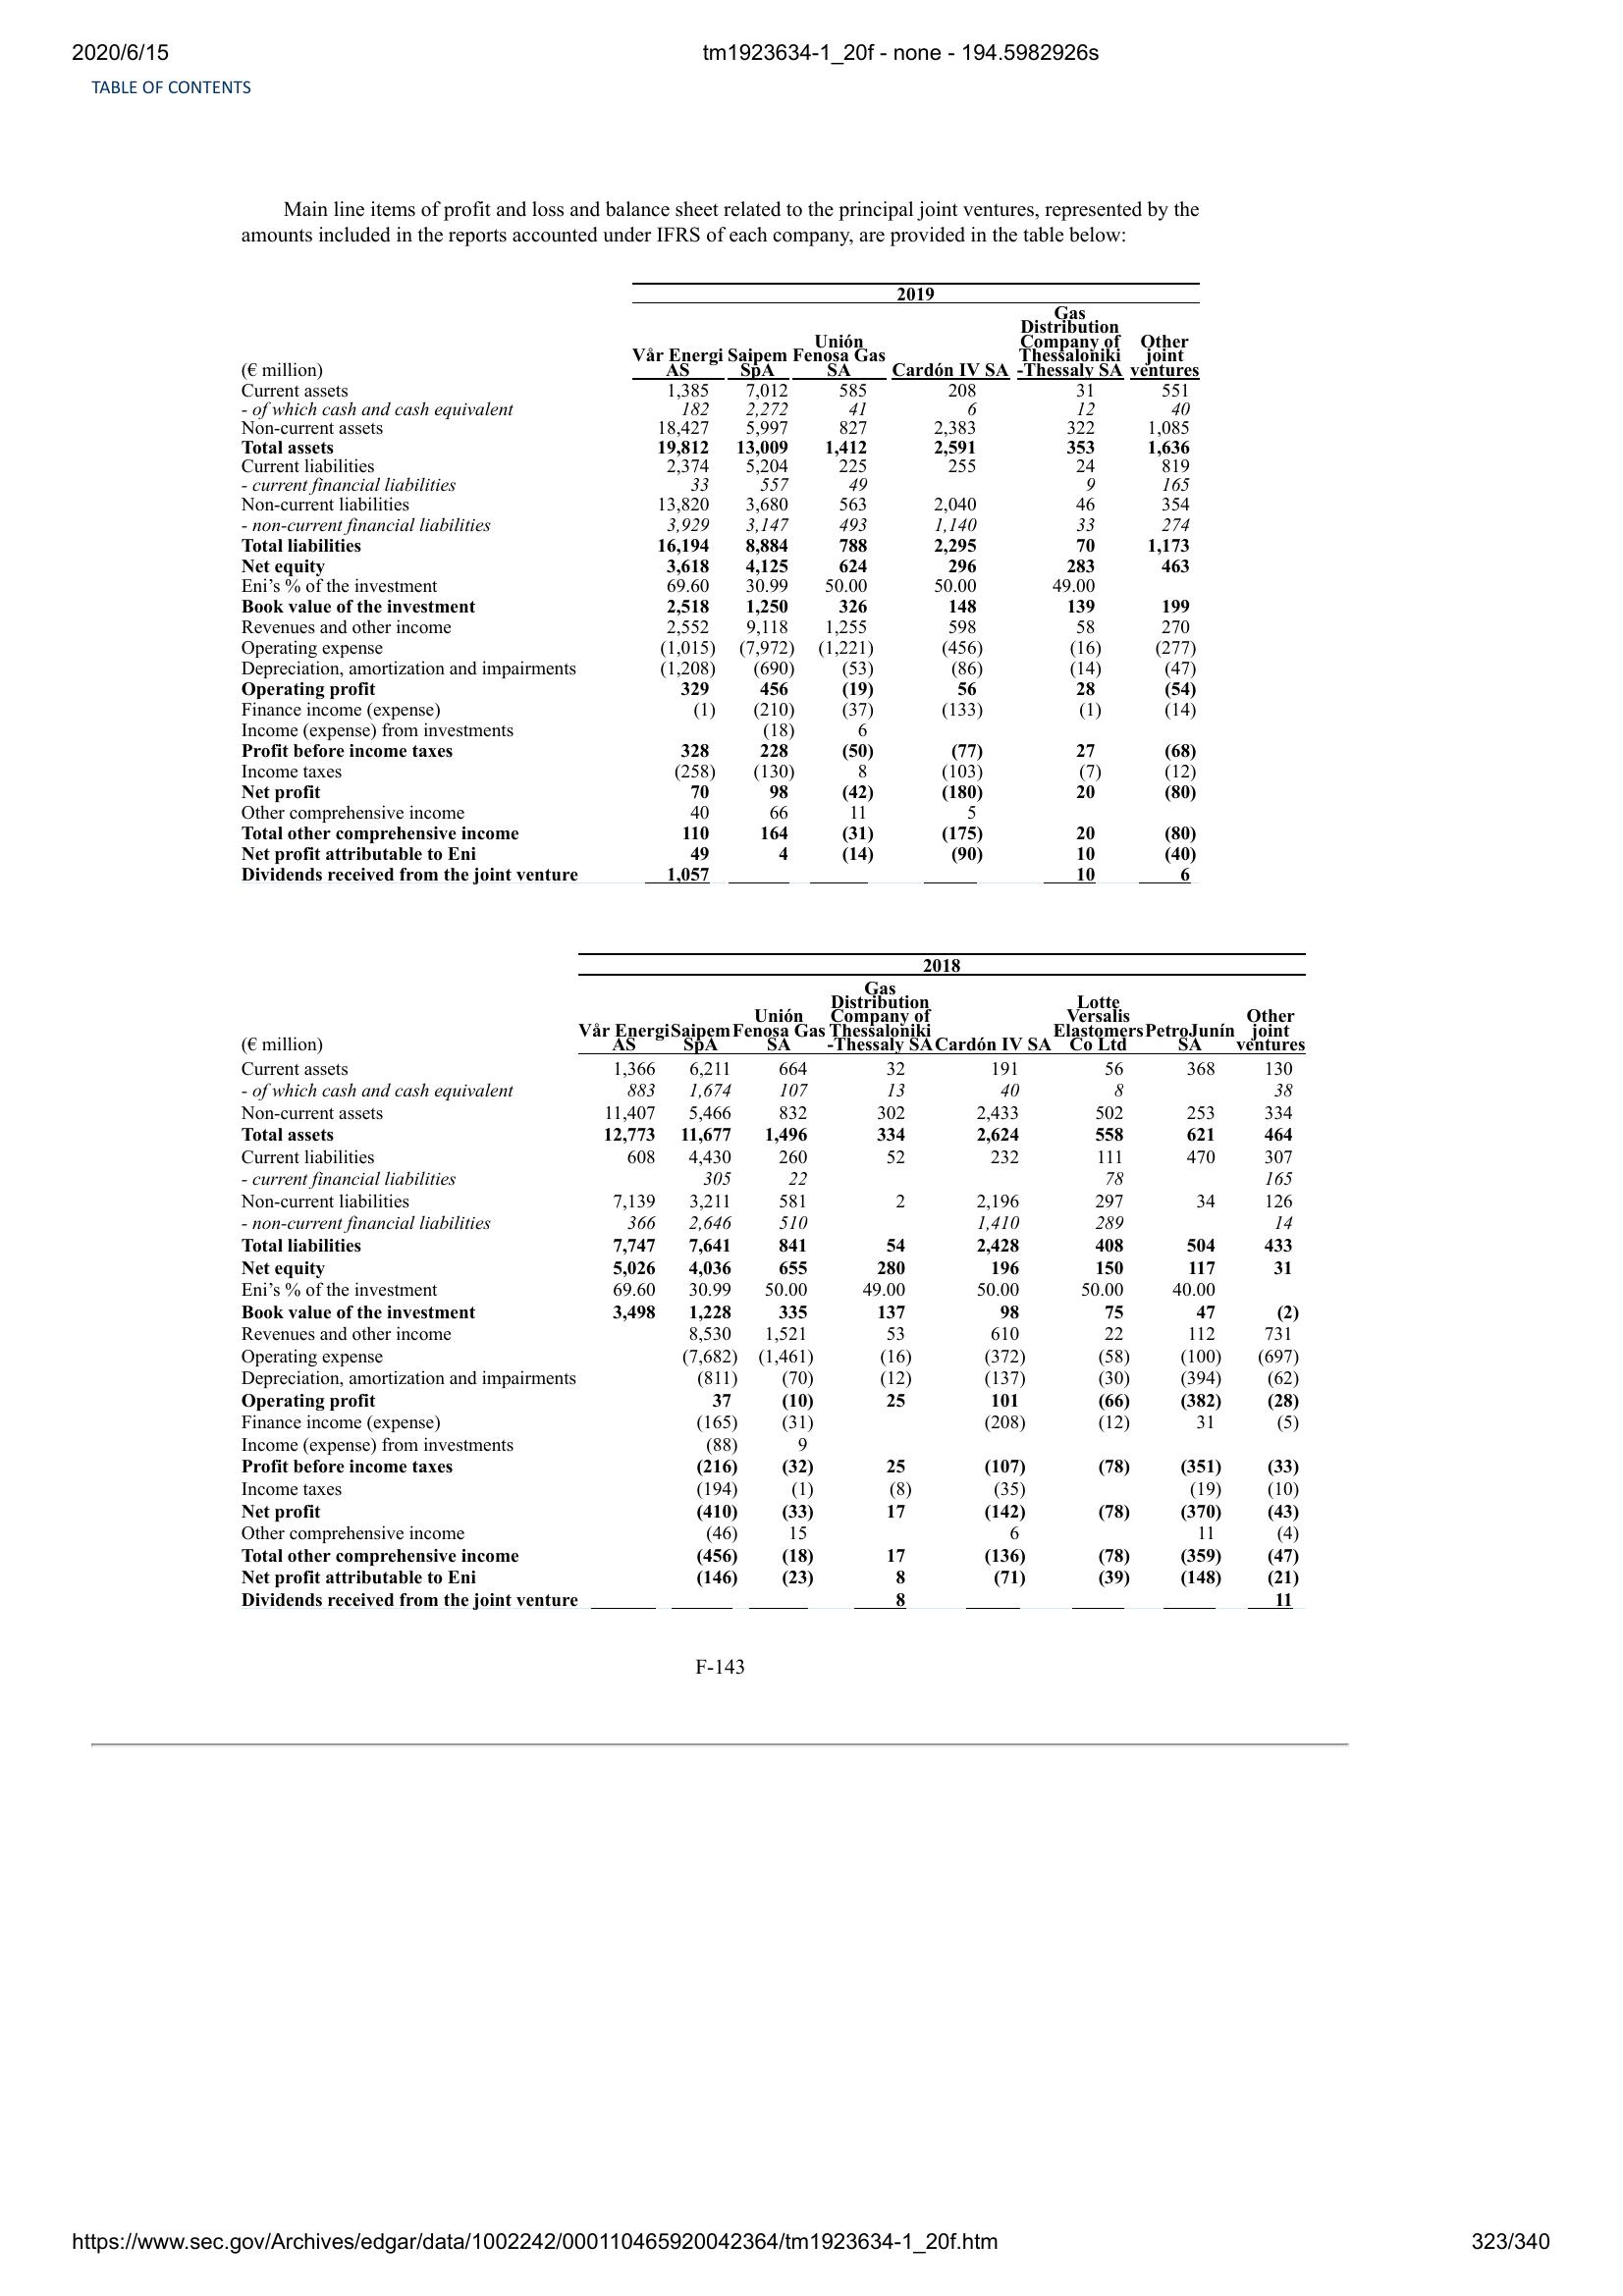 2020/6/15 tm1923634-1_20f - none - 194.5982926s
TABLE OF CONTENTS
Main line items of profit and loss and balance sheet related to the principal joint ventures, represented by the
amounts included in the reports accounted under IFRS of each company, are provided in the table below:
2019
(€ million) Vår Energi AS Saipem SpA Unión Fenosa Gas SA Cardón IV SA Gas Distribution Company of Thessaloniki -Thessaly SA Other joint ventures
Current assets 1,385 7,012 585 208 31 551
- of which cash and cash equivalent 182 2,272 41 6 12 40
Non-current assets 18,427 5,997 827 2,383 322 1,085
Total assets 19,812 13,009 1,412 2,591 353 1,636
Current liabilities 2,374 5,204 225 255 24 819
- current financial liabilities 33 557 49 9 165
Non-current liabilities 13,820 3,680 563 2,040 46 354
- non-current financial liabilities 3,929 3,147 493 1,140 33 274
Total liabilities 16,194 8,884 788 2,295 70 1,173
Net equity 3,618 4,125 624 296 283 463
Eni’s % of the investment 69.60 30.99 50.00 50.00 49.00
Book value of the investment 2,518 1,250 326 148 139 199
Revenues and other income 2,552 9,118 1,255 598 58 270
Operating expense (1,015) (7,972) (1,221) (456) (16) (277)
Depreciation, amortization and impairments (1,208) (690) (53) (86) (14) (47)
Operating profit 329 456 (19) 56 28 (54)
Finance income (expense) (1) (210) (37) (133) (1) (14)
Income (expense) from investments (18) 6
Profit before income taxes 328 228 (50) (77) 27 (68)
Income taxes (258) (130) 8 (103) (7) (12)
Net profit 70 98 (42) (180) 20 (80)
Other comprehensive income 40 66 11 5
Total other comprehensive income 110 164 (31) (175) 20 (80)
Net profit attributable to Eni 49 4 (14) (90) 10 (40)
Dividends received from the joint venture 1,057 10 6
2018
(€ million) Vår Energi AS Saipem SpA Unión Fenosa Gas SA Gas Distribution Company of Thessaloniki -Thessaly SA Cardón IV SA Lotte Versalis Elastomers Co Ltd PetroJunín SA Other joint ventures
Current assets 1,366 6,211 664 32 191 56 368 130
- of which cash and cash equivalent 883 1,674 107 13 40 8 38
Non-current assets 11,407 5,466 832 302 2,433 502 253 334
Total assets 12,773 11,677 1,496 334 2,624 558 621 464
Current liabilities 608 4,430 260 52 232 111 470 307
- current financial liabilities 305 22 78 165
Non-current liabilities 7,139 3,211 581 2 2,196 297 34 126
- non-current financial liabilities 366 2,646 510 1,410 289 14
Total liabilities 7,747 7,641 841 54 2,428 408 504 433
Net equity 5,026 4,036 655 280 196 150 117 31
Eni’s % of the investment 69.60 30.99 50.00 49.00 50.00 50.00 40.00
Book value of the investment 3,498 1,228 335 137 98 75 47 (2)
Revenues and other income 8,530 1,521 53 610 22 112 731
Operating expense (7,682) (1,461) (16) (372) (58) (100) (697)
Depreciation, amortization and impairments (811) (70) (12) (137) (30) (394) (62)
Operating profit 37 (10) 25 101 (66) (382) (28)
Finance income (expense) (165) (31) (208) (12) 31 (5)
Income (expense) from investments (88) 9
Profit before income taxes (216) (32) 25 (107) (78) (351) (33)
Income taxes (194) (1) (8) (35) (19) (10)
Net profit (410) (33) 17 (142) (78) (370) (43)
Other comprehensive income (46) 15 6 11 (4)
Total other comprehensive income (456) (18) 17 (136) (78) (359) (47)
Net profit attributable to Eni (146) (23) 8 (71) (39) (148) (21)
Dividends received from the joint venture 8 11
F-143
https://www.sec.gov/Archives/edgar/data/1002242/000110465920042364/tm1923634-1_20f.htm 323/340